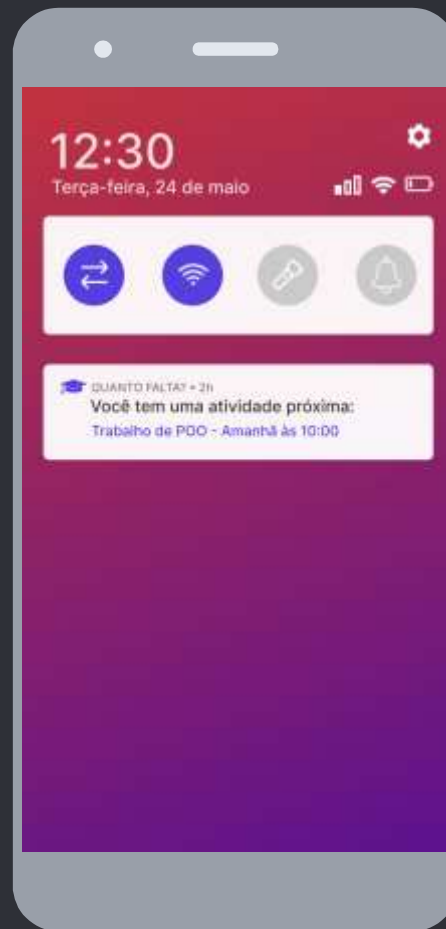 12:30
Terça-feira, 24 de maio
QUANTO FALTA? • 2h
Você tem uma atividade próxima:
Trabalho de POO - Amanhã às 10:00